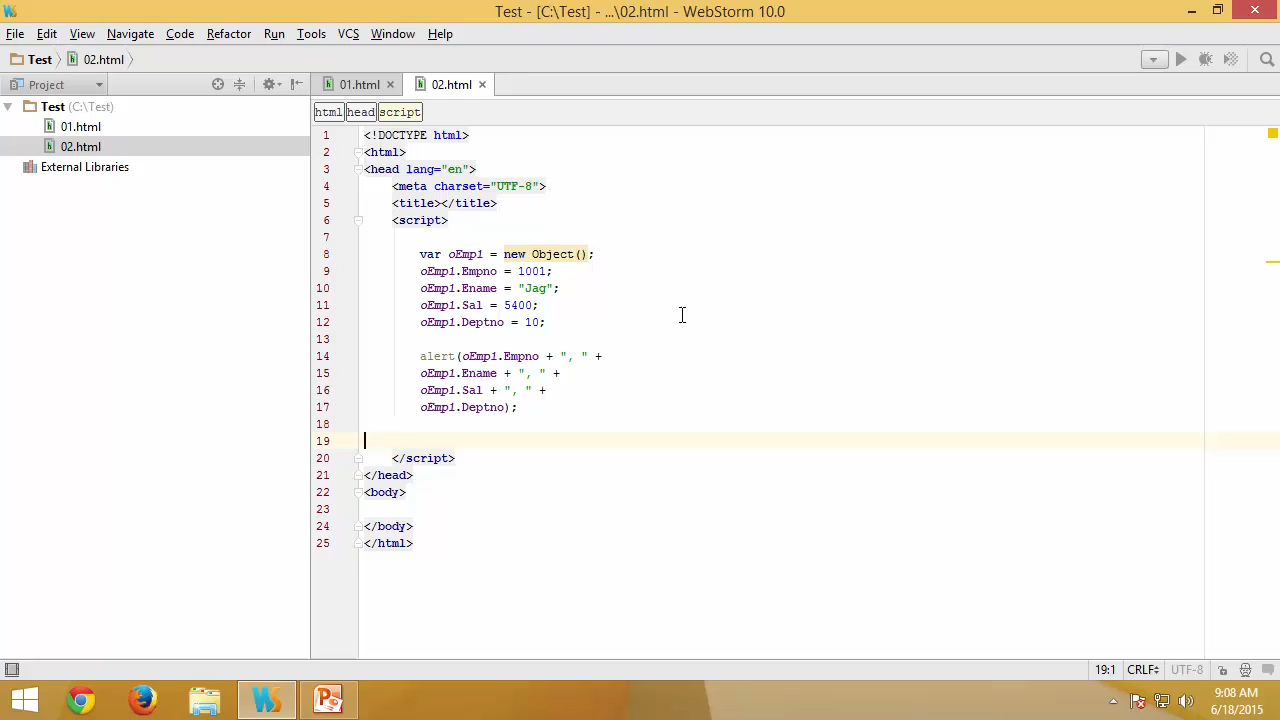 Test - [C:\Test] - ...\02.html - WebStorm 10.0
File Edit View Navigate Code Refactor Run Tools VCS Window Help
Test 02.html
Project
01.html
02.html
Test (C:\Test)
01.html
02.html
External Libraries
html head script
1 <!DOCTYPE html>
2 <html>
3 <head lang="en">
4 <meta charset="UTF-8">
5 <title></title>
6 <script>
7
8 var oEmp1 = new Object();
9 oEmp1.Empno = 1001;
10 oEmp1.Ename = "Jag";
11 oEmp1.Sal = 5400;
12 oEmp1.Deptno = 10;
13
14 alert(oEmp1.Empno + ", " +
15 oEmp1.Ename + ", " +
16 oEmp1.Sal + ", " +
17 oEmp1.Deptno);
18
19
20 </script>
21 </head>
22 <body>
23
24 </body>
25 </html>
19:1 CRLF UTF-8
9:08 AM
6/18/2015